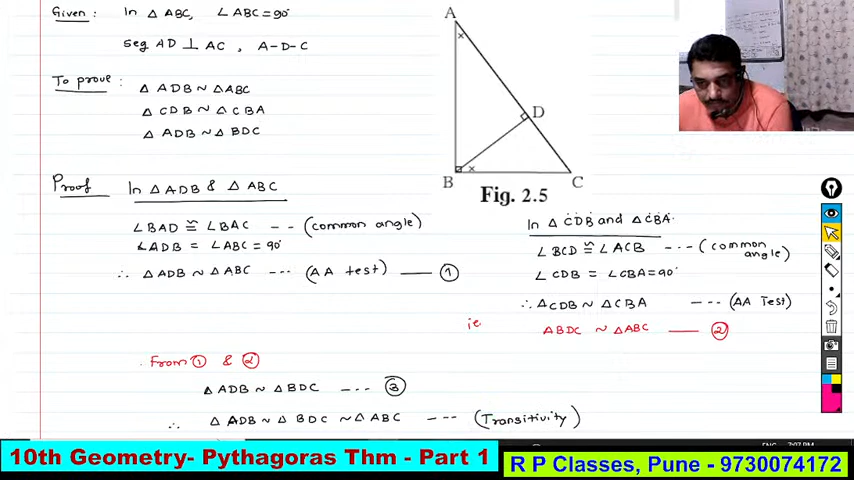 Given: In △ ABC, ∠ ABC = 90°
seg AD ⊥ AC , A-D-C
To prove:
△ ADB ~ △ ABC
△ CDB ~ △ CBA
△ ADB ~ △ BDC
A
D
B
C
Fig. 2.5
Proof In △ ADB & △ ABC
∠BAD ≅ ∠BAC -- (common angle)
∠ADB = ∠ABC = 90°
∴ △ADB ~ △ABC --- (AA test) — ①
In △ CDB and △CBA.
∠BCD ≅ ∠ACB --- (common angle)
∠CDB = ∠CBA = 90°
∴ △CDB ~ △CBA --- (AA Test)
ie ABDC ~ △ABC — ②
From ① & ②
△ ADB ~ △ BDC --- ③
∴ △ ADB ~ △ BDC ~ △ ABC --- (Transitivity)
10th Geometry- Pythagoras Thm - Part 1
R P Classes, Pune - 9730074172